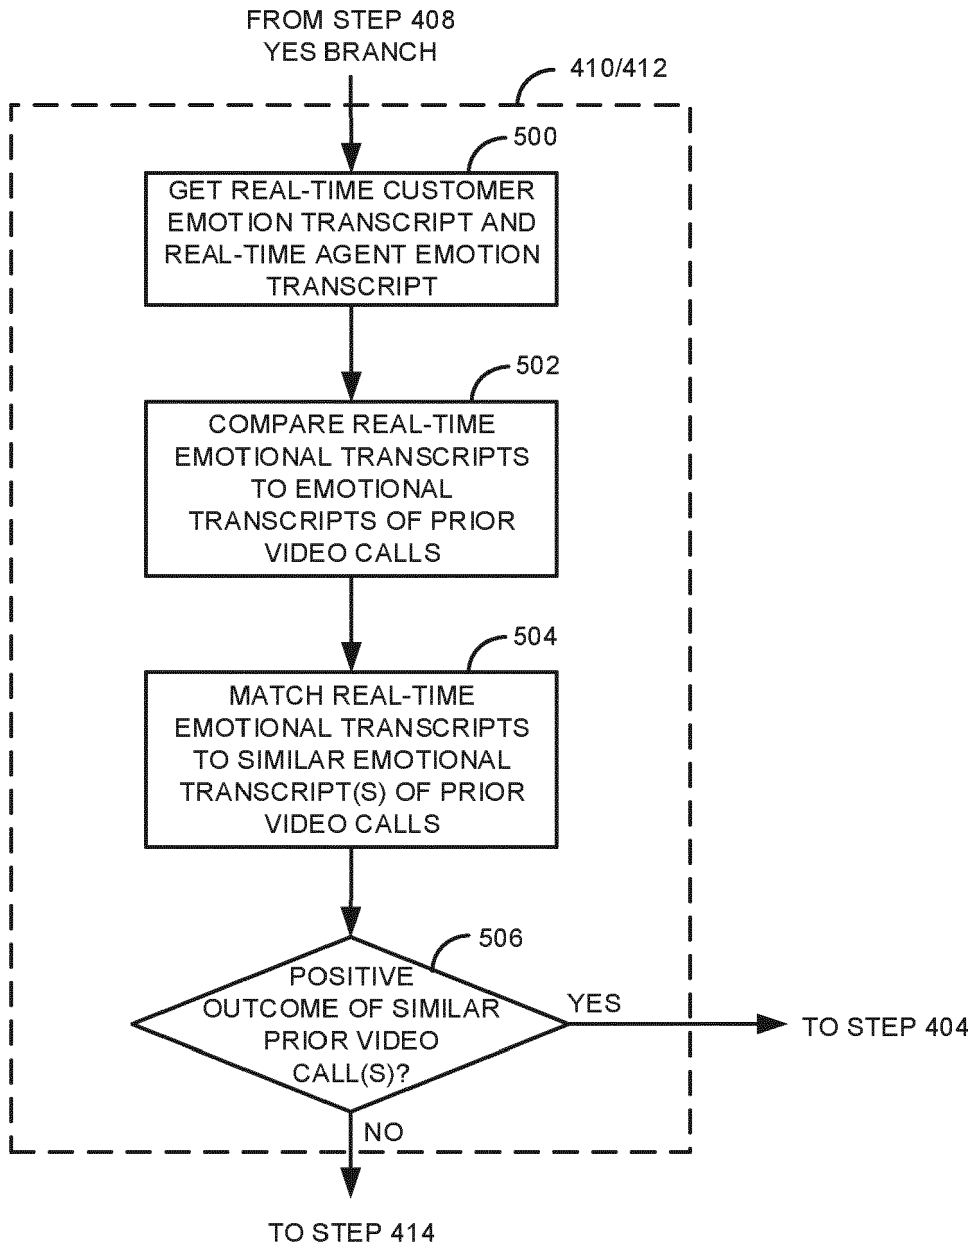 FROM STEP 408
YES BRANCH
410/412
500
GET REAL-TIME CUSTOMER
EMOTION TRANSCRIPT AND
REAL-TIME AGENT EMOTION
TRANSCRIPT
502
COMPARE REAL-TIME
EMOTIONAL TRANSCRIPTS
TO EMOTIONAL
TRANSCRIPTS OF PRIOR
VIDEO CALLS
504
MATCH REAL-TIME
EMOTIONAL TRANSCRIPTS
TO SIMILAR EMOTIONAL
TRANSCRIPT(S) OF PRIOR
VIDEO CALLS
506
POSITIVE
OUTCOME OF SIMILAR
PRIOR VIDEO
CALL(S)?
YES
TO STEP 404
NO
TO STEP 414